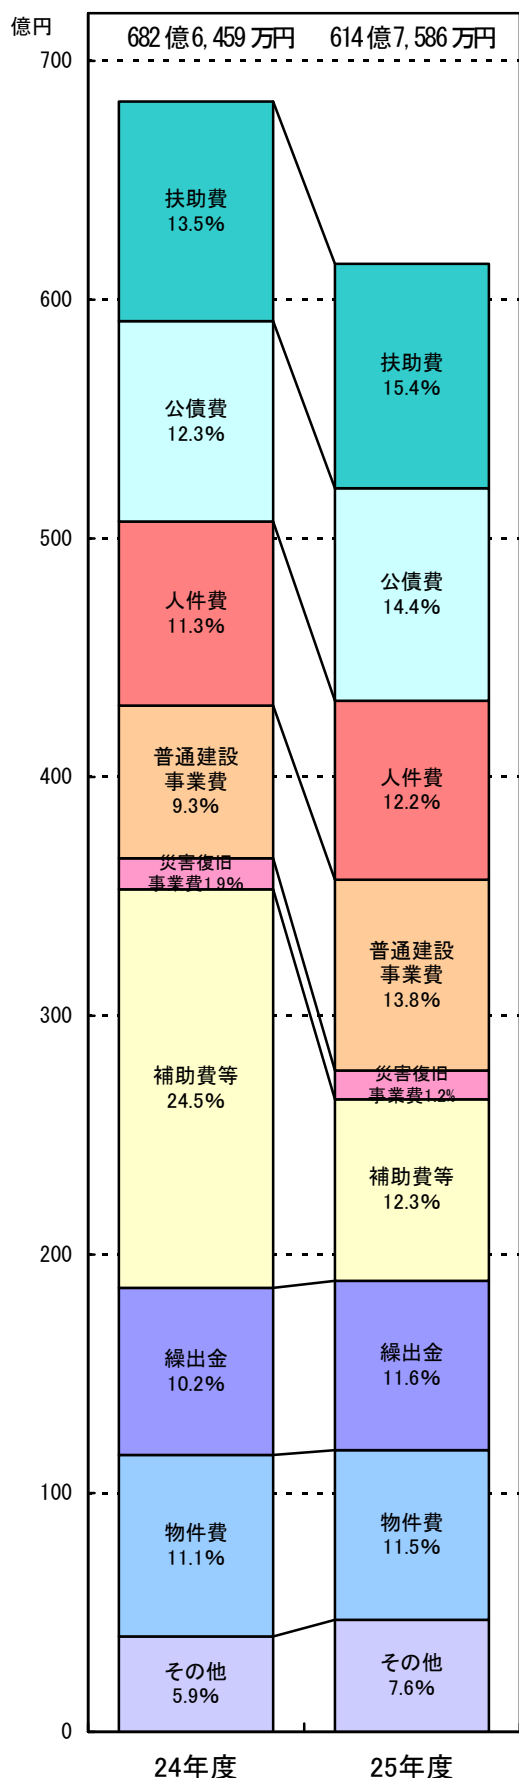 億円
682億6,459万円
614億7,586万円
700
600
500
400
300
200
100
0
扶助費
13.5%
公債費
12.3%
人件費
11.3%
普通建設
事業費
9.3%
災害復旧
事業費1.9%
補助費等
24.5%
繰出金
10.2%
物件費
11.1%
その他
5.9%
扶助費
15.4%
公債費
14.4%
人件費
12.2%
普通建設
事業費
13.8%
災害復旧
事業費1.2%
補助費等
12.3%
繰出金
11.6%
物件費
11.5%
その他
7.6%
24年度
25年度